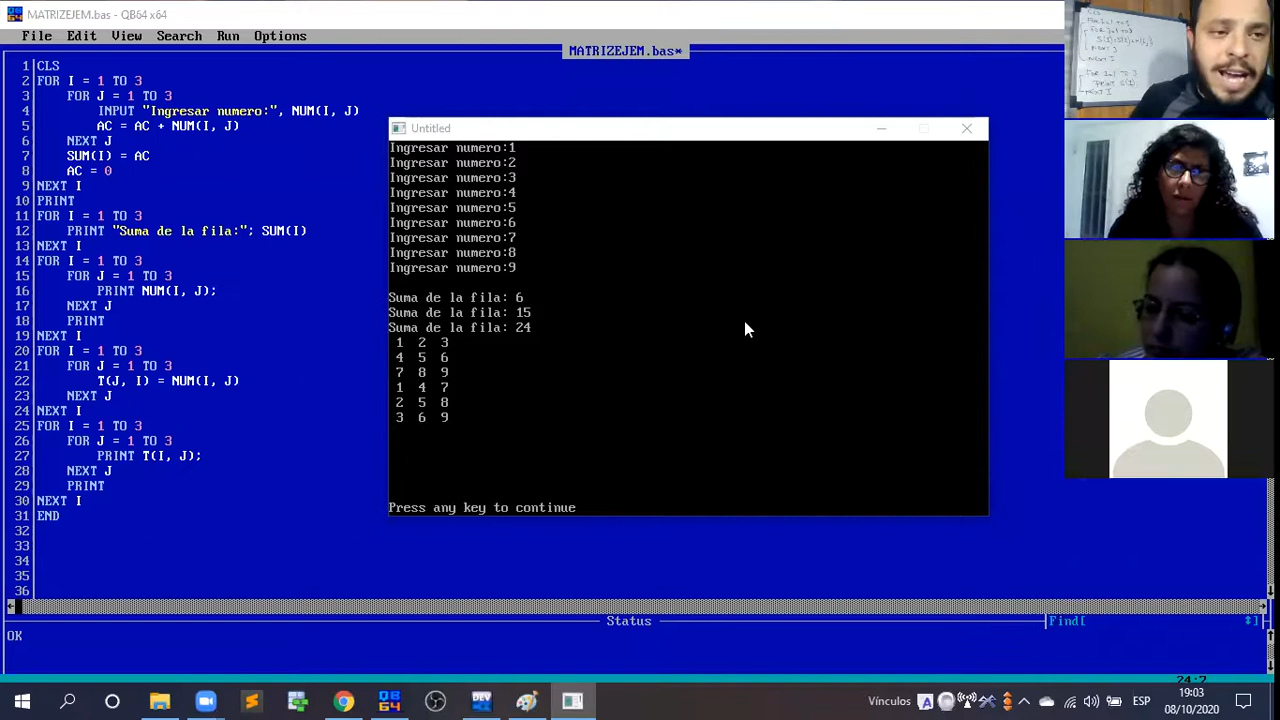 MATRIZEJEM.bas - QB64 x64
File Edit View Search Run Options
MATRIZEJEM.bas*
1 CLS
2 FOR I = 1 TO 3
3 FOR J = 1 TO 3
4 INPUT "Ingresar numero:", NUM(I, J)
5 AC = AC + NUM(I, J)
6 NEXT J
7 SUM(I) = AC
8 AC = 0
9 NEXT I
10 PRINT
11 FOR I = 1 TO 3
12 PRINT "Suma de la fila:"; SUM(I)
13 NEXT I
14 FOR I = 1 TO 3
15 FOR J = 1 TO 3
16 PRINT NUM(I, J);
17 NEXT J
18 PRINT
19 NEXT I
20 FOR I = 1 TO 3
21 FOR J = 1 TO 3
22 T(J, I) = NUM(I, J)
23 NEXT J
24 NEXT I
25 FOR I = 1 TO 3
26 FOR J = 1 TO 3
27 PRINT T(I, J);
28 NEXT J
29 PRINT
30 NEXT I
31 END
32
33
34
35
36
Untitled
Ingresar numero:1
Ingresar numero:2
Ingresar numero:3
Ingresar numero:4
Ingresar numero:5
Ingresar numero:6
Ingresar numero:7
Ingresar numero:8
Ingresar numero:9
Suma de la fila: 6
Suma de la fila: 15
Suma de la fila: 24
1 2 3
4 5 6
7 8 9
1 4 7
2 5 8
3 6 9
Press any key to continue
Status
Find[ ]
OK
24:7
QB64
DEV
Vínculos
ESP
19:03
08/10/2020